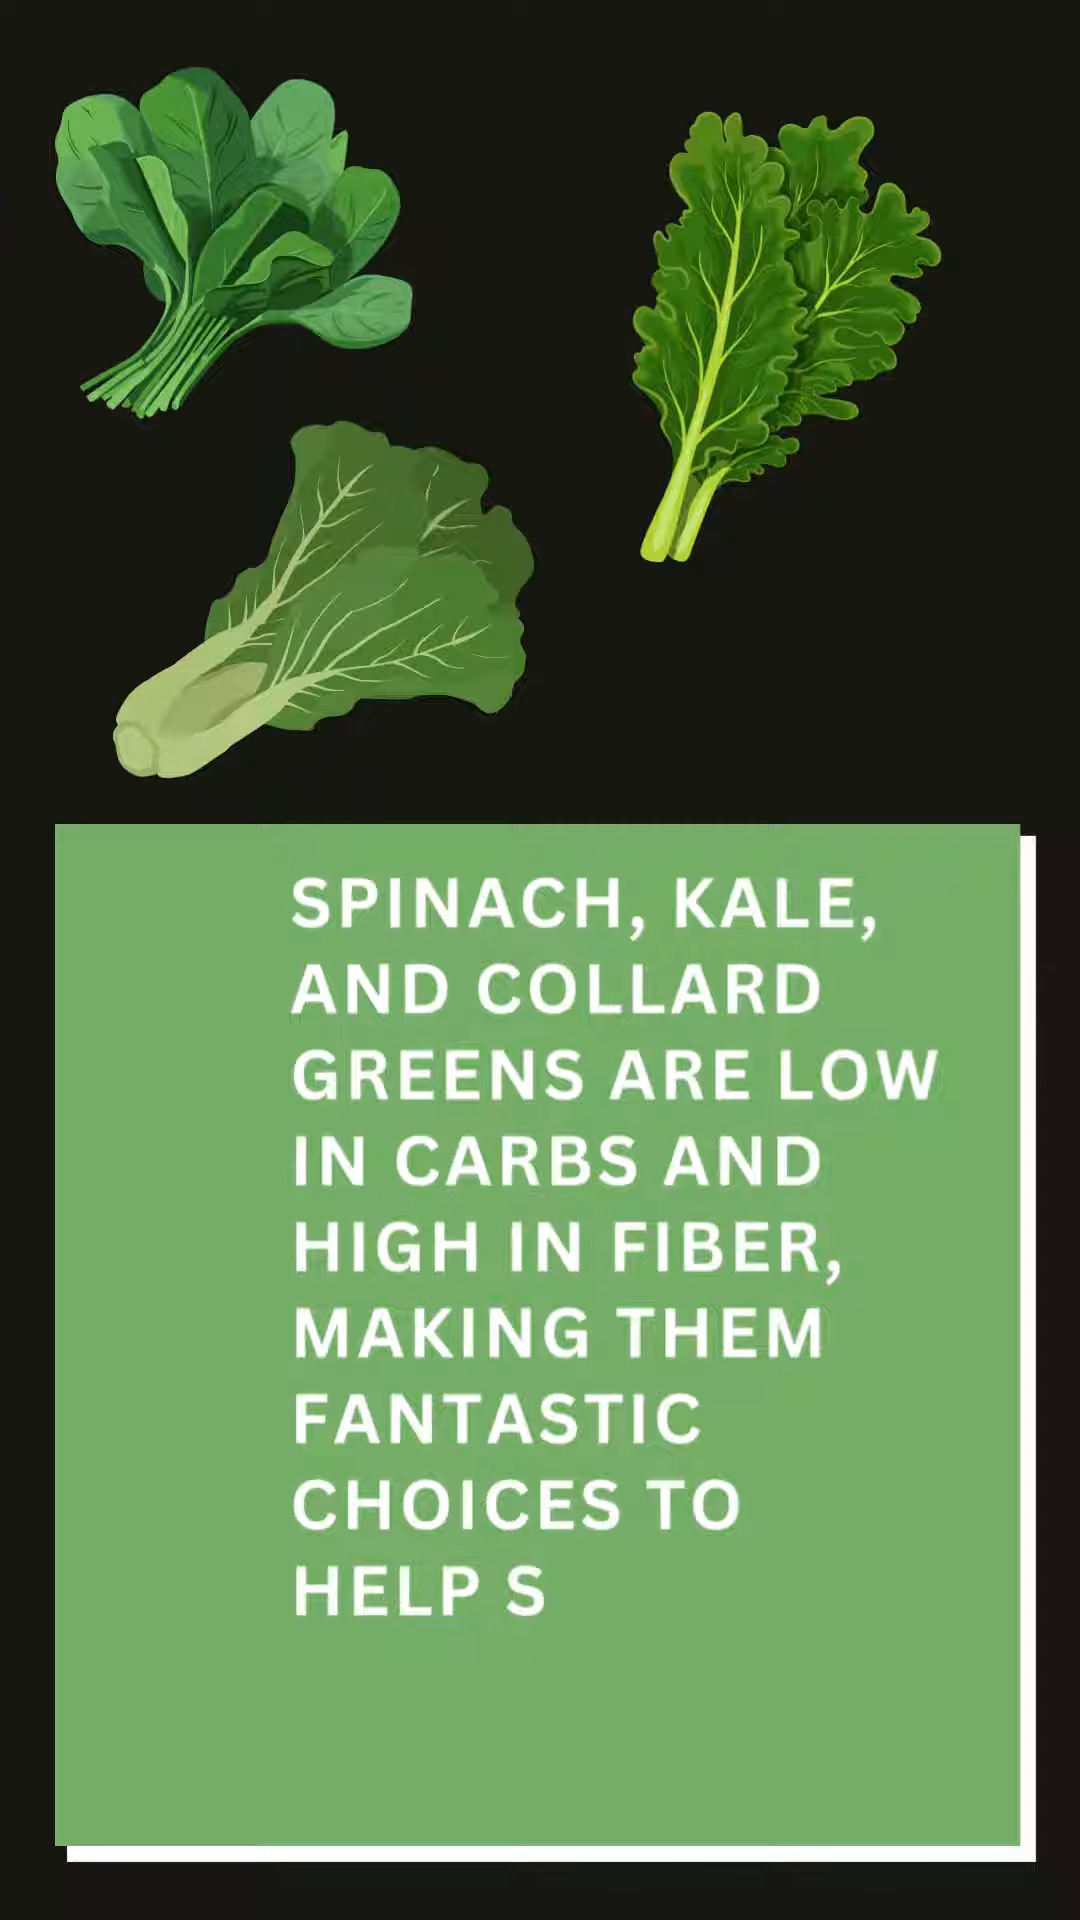 SPINACH, KALE,
AND COLLARD
GREENS ARE LOW
IN CARBS AND
HIGH IN FIBER,
MAKING THEM
FANTASTIC
CHOICES TO
HELP S